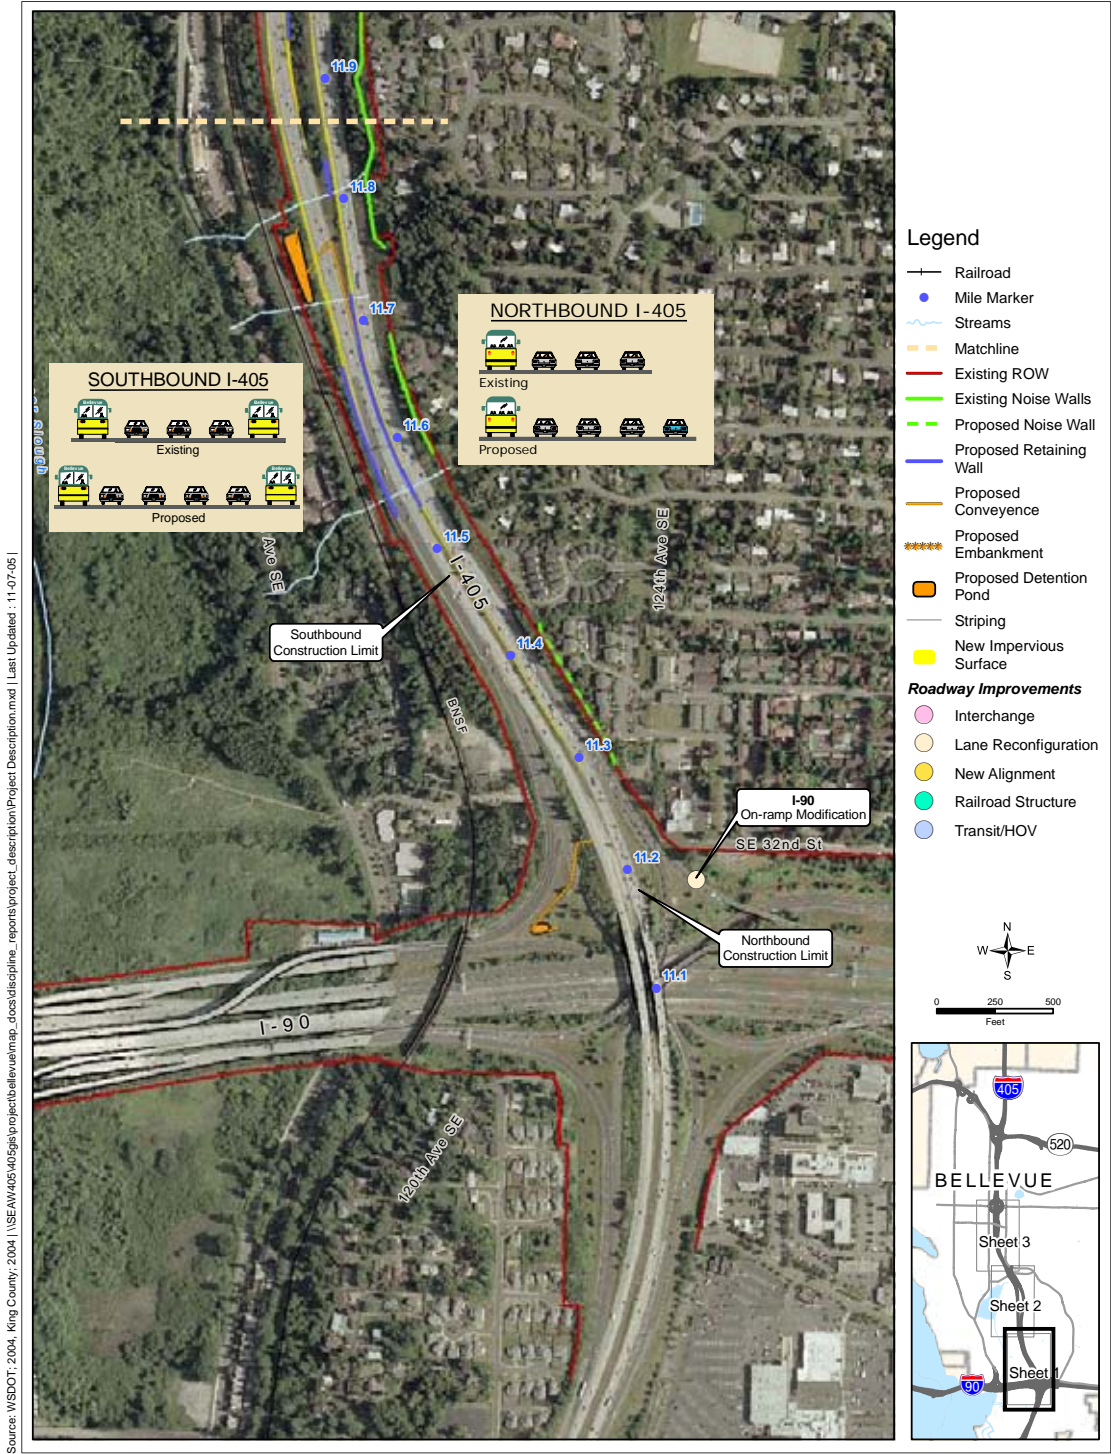 11.9
11.8
11.7
NORTHBOUND I-405
Existing
Proposed
SOUTHBOUND I-405
Bellevue
Bellevue
Existing
Bellevue
Bellevue
Proposed
Slough
11.6
11.5
I-405
Ave SE
124th Ave SE
Southbound
Construction Limit
11.4
BNSF
11.3
I-90
On-ramp Modification
SE 32nd St
11.2
Northbound
Construction Limit
11.1
I-90
120th Ave SE
Legend
Railroad
Mile Marker
Streams
Matchline
Existing ROW
Existing Noise Walls
Proposed Noise Wall
Proposed Retaining
Wall
Proposed
Conveyence
Proposed
Embankment
Proposed Detention
Pond
Striping
New Impervious
Surface
Roadway Improvements
Interchange
Lane Reconfiguration
New Alignment
Railroad Structure
Transit/HOV
N
W E
S
0 250 500
Feet
405
520
BELLEVUE
Sheet 3
Sheet 2
Sheet 1
90
Source: WSDOT; 2004, King County; 2004 | \\SEAW405\405gis\project\bellevue\map_docs\discipline_reports\project_description\Project Description.mxd | Last Updated : 11-07-05 |